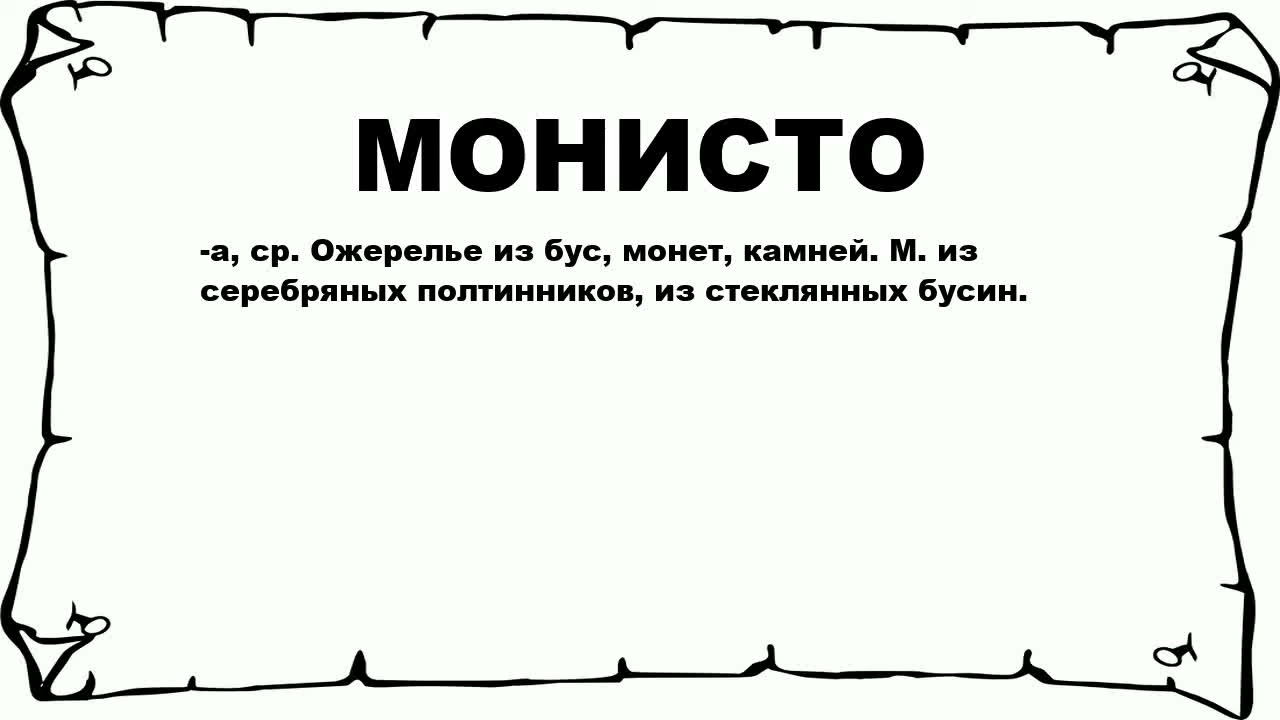 МОНИСТО
-а, ср. Ожерелье из бус, монет, камней. М. из
серебряных полтинников, из стеклянных бусин.